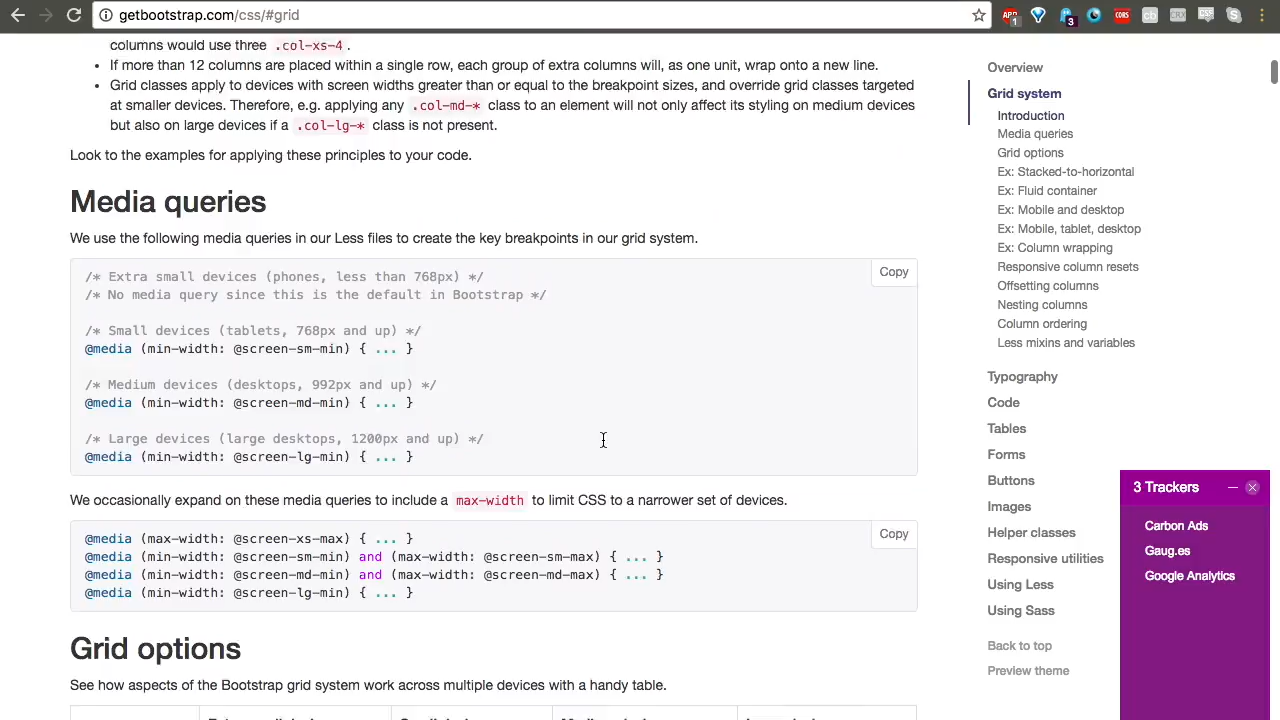 getbootstrap.com/css/#grid
ABP
1
3
CORS
cb
CRX
CSS
columns would use three .col-xs-4 .
If more than 12 columns are placed within a single row, each group of extra columns will, as one unit, wrap onto a new line.
Grid classes apply to devices with screen widths greater than or equal to the breakpoint sizes, and override grid classes targeted
at smaller devices. Therefore, e.g. applying any .col-md-* class to an element will not only affect its styling on medium devices
but also on large devices if a .col-lg-* class is not present.
Look to the examples for applying these principles to your code.
Media queries
We use the following media queries in our Less files to create the key breakpoints in our grid system.
Copy
/* Extra small devices (phones, less than 768px) */
/* No media query since this is the default in Bootstrap */
/* Small devices (tablets, 768px and up) */
@media (min-width: @screen-sm-min) { ... }
/* Medium devices (desktops, 992px and up) */
@media (min-width: @screen-md-min) { ... }
/* Large devices (large desktops, 1200px and up) */
@media (min-width: @screen-lg-min) { ... }
We occasionally expand on these media queries to include a max-width to limit CSS to a narrower set of devices.
Copy
@media (max-width: @screen-xs-max) { ... }
@media (min-width: @screen-sm-min) and (max-width: @screen-sm-max) { ... }
@media (min-width: @screen-md-min) and (max-width: @screen-md-max) { ... }
@media (min-width: @screen-lg-min) { ... }
Grid options
See how aspects of the Bootstrap grid system work across multiple devices with a handy table.
Overview
Grid system
Introduction
Media queries
Grid options
Ex: Stacked-to-horizontal
Ex: Fluid container
Ex: Mobile and desktop
Ex: Mobile, tablet, desktop
Ex: Column wrapping
Responsive column resets
Offsetting columns
Nesting columns
Column ordering
Less mixins and variables
Typography
Code
Tables
Forms
Buttons
Images
Helper classes
Responsive utilities
Using Less
Using Sass
Back to top
Preview theme
3 Trackers
Carbon Ads
Gaug.es
Google Analytics